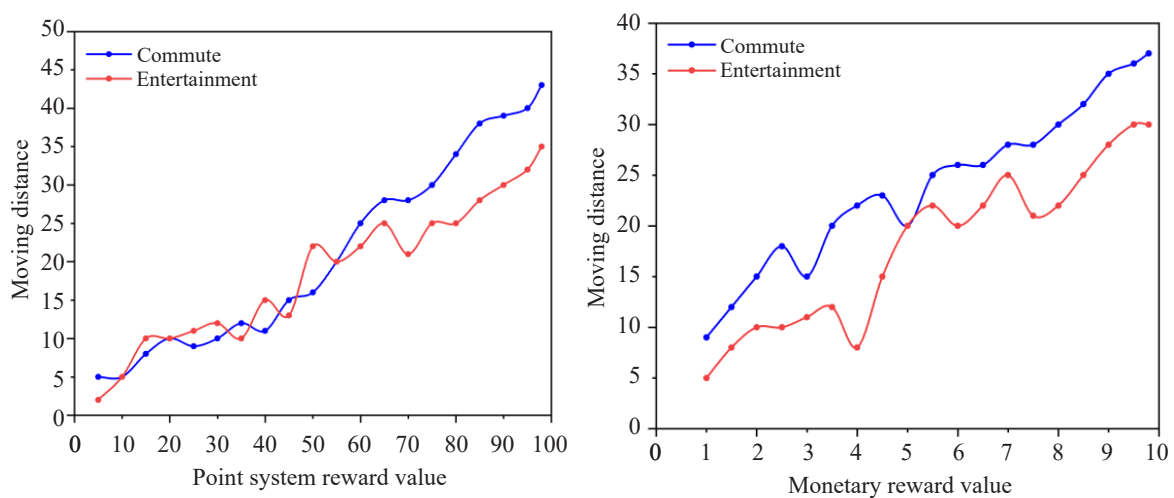 50
45
40
35
30
25
20
15
10
5
0
Moving distance
Commute
Entertainment
0 10 20 30 40 50 60 70 80 90 100
Point system reward value
40
35
30
25
20
15
10
5
0
Moving distance
Commute
Entertainment
0 1 2 3 4 5 6 7 8 9 10
Monetary reward value